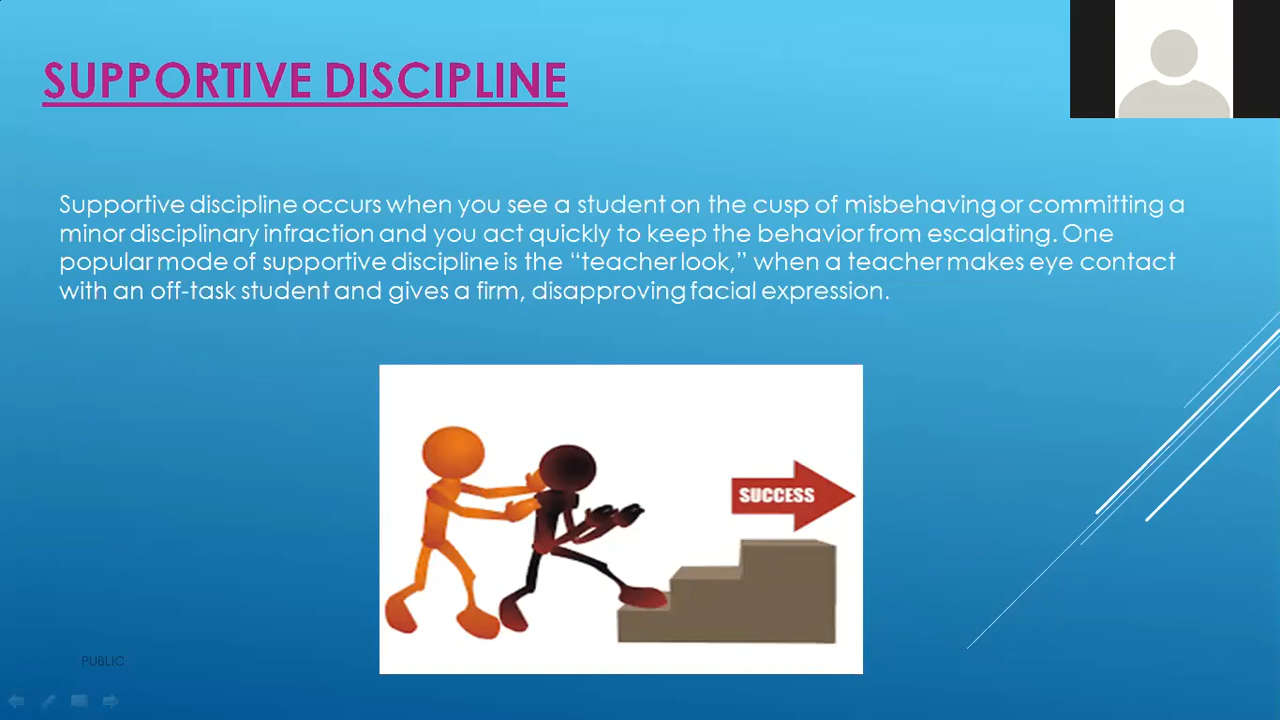 SUPPORTIVE DISCIPLINE
Supportive discipline occurs when you see a student on the cusp of misbehaving or committing a
minor disciplinary infraction and you act quickly to keep the behavior from escalating. One
popular mode of supportive discipline is the “teacher look,” when a teacher makes eye contact
with an off-task student and gives a firm, disapproving facial expression.
SUCCESS
PUBLIC